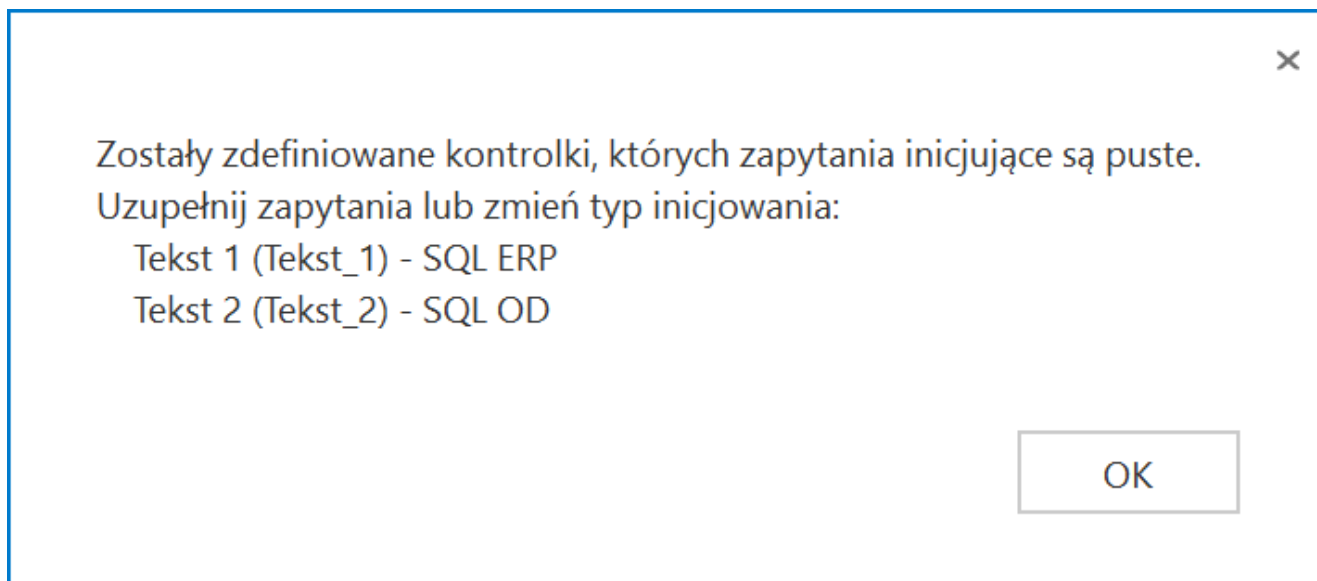 Zostały zdefiniowane kontrolki, których zapytania inicjujące są puste.
Uzupełnij zapytania lub zmień typ inicjowania:
Tekst 1 (Tekst_1) - SQL ERP
Tekst 2 (Tekst_2) - SQL OD
OK